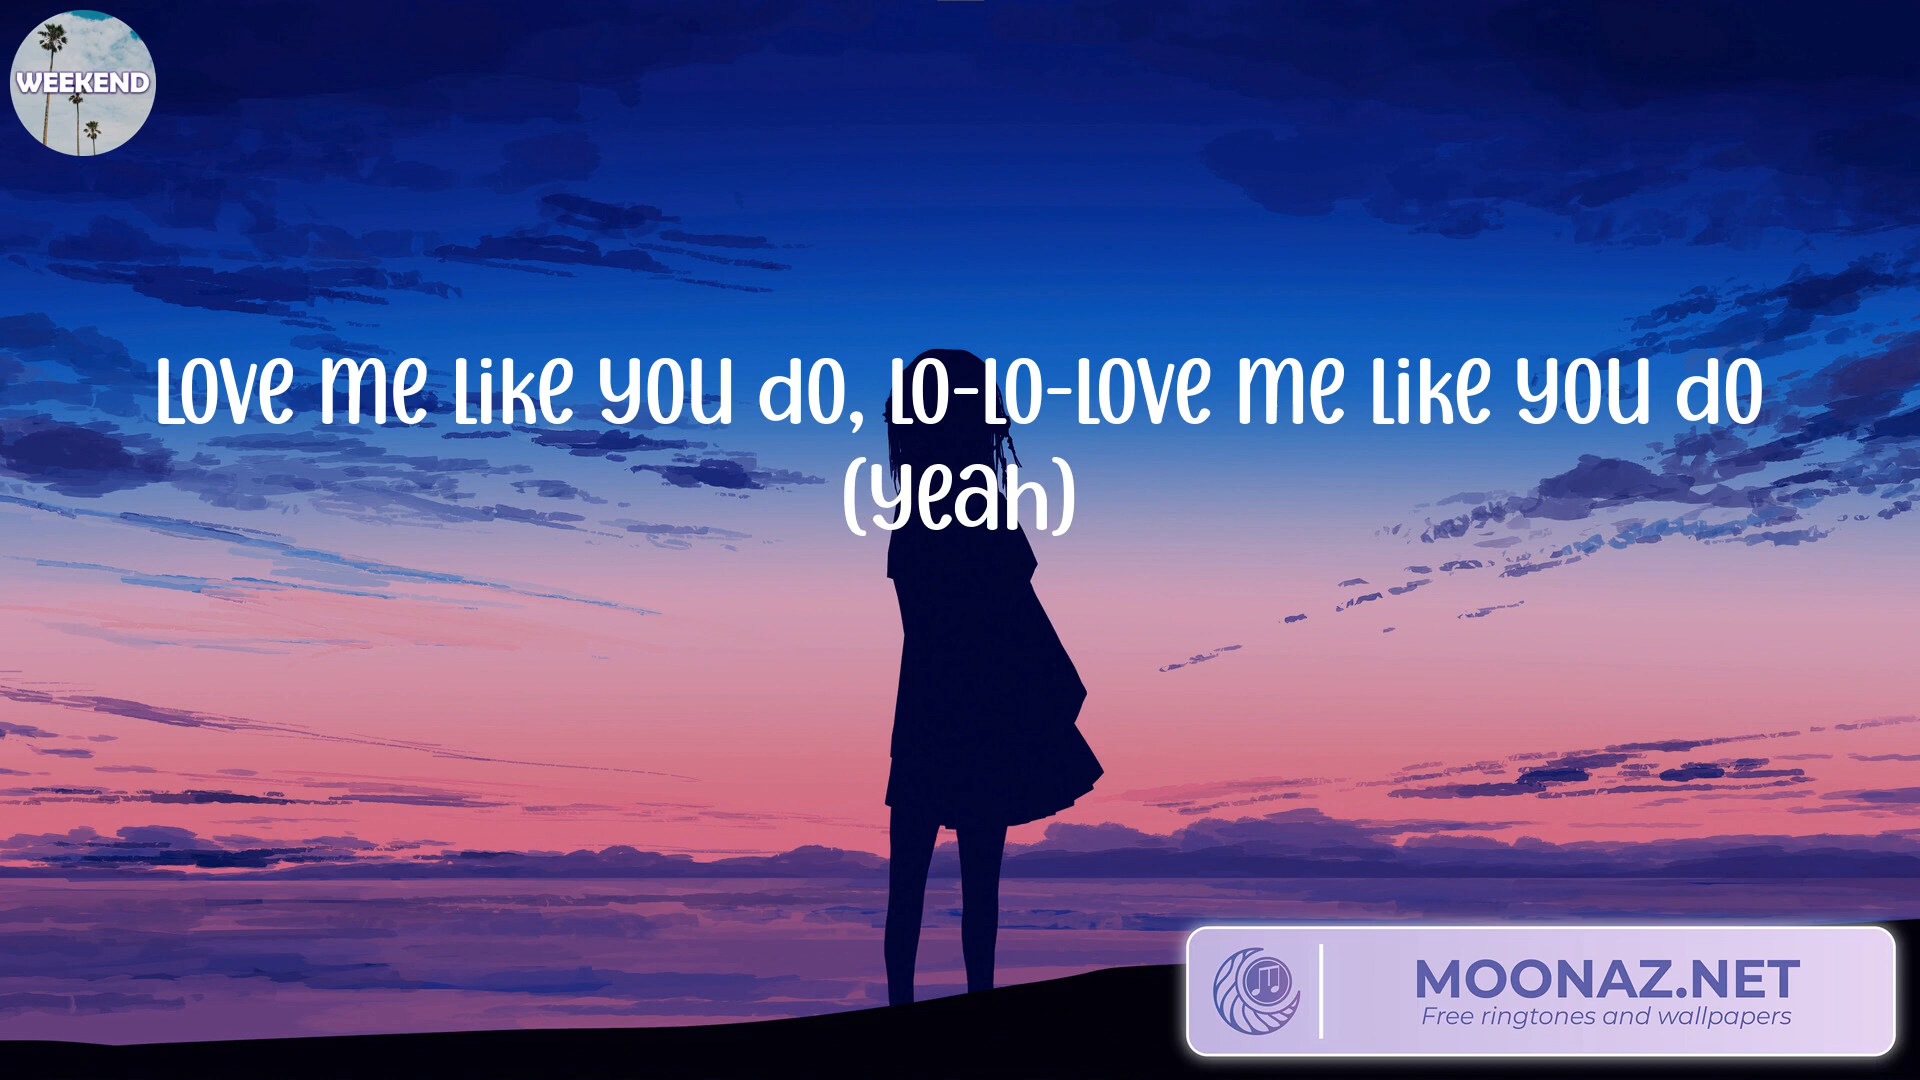 WEEKEND
Love me like you do, lo-lo-love me like you do
(yeah)
MOONAZ.NET
Free ringtones and wallpapers